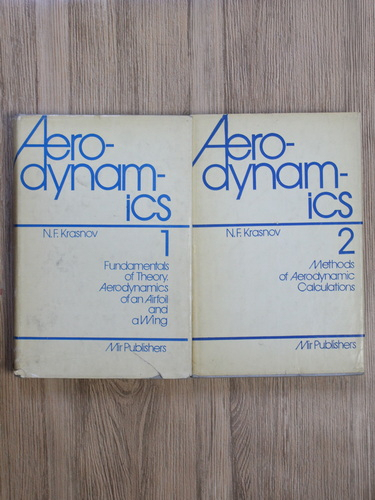 Aero-
dynam-
ics
N.F. Krasnov
1
Fundamentals
of Theory.
Aerodynamics
of an Airfoil
and
a Wing
Mir Publishers
Aero-
dynam-
ics
N.F. Krasnov
2
Methods
of Aerodynamic
Calculations
Mir Publishers